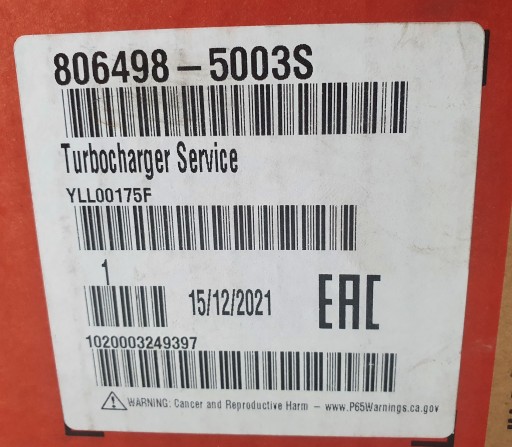 806498-5003S
Turbocharger Service
YLL00175F
1
15/12/2021
EAC
1020003249397
WARNING: Cancer and Reproductive Harm - www.P65Warnings.ca.gov